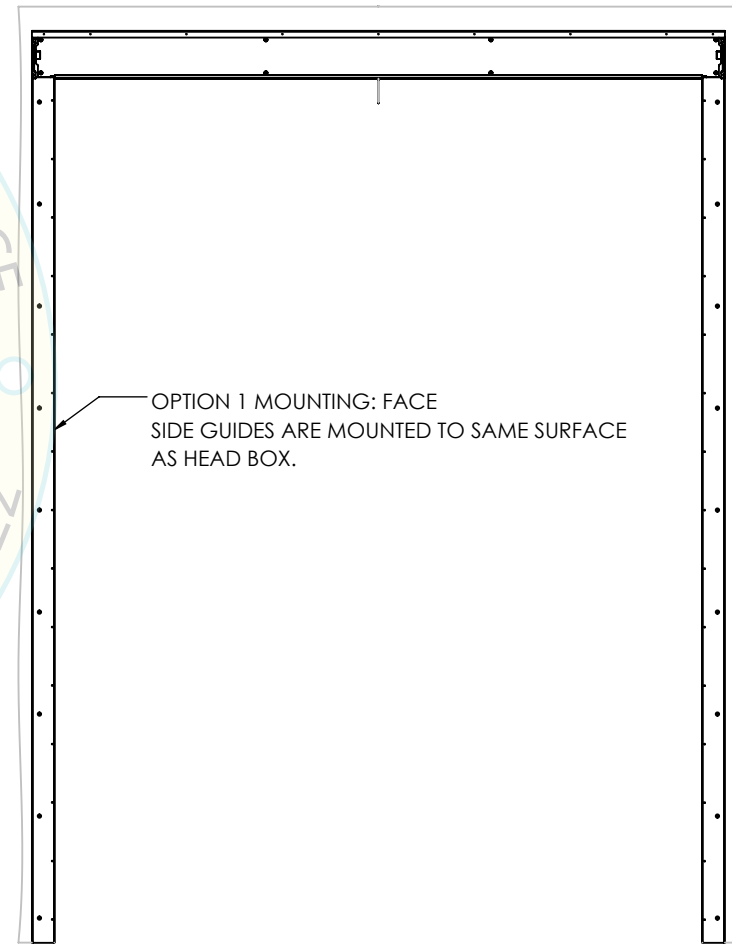 OPTION 1 MOUNTING: FACE
SIDE GUIDES ARE MOUNTED TO SAME SURFACE
AS HEAD BOX.